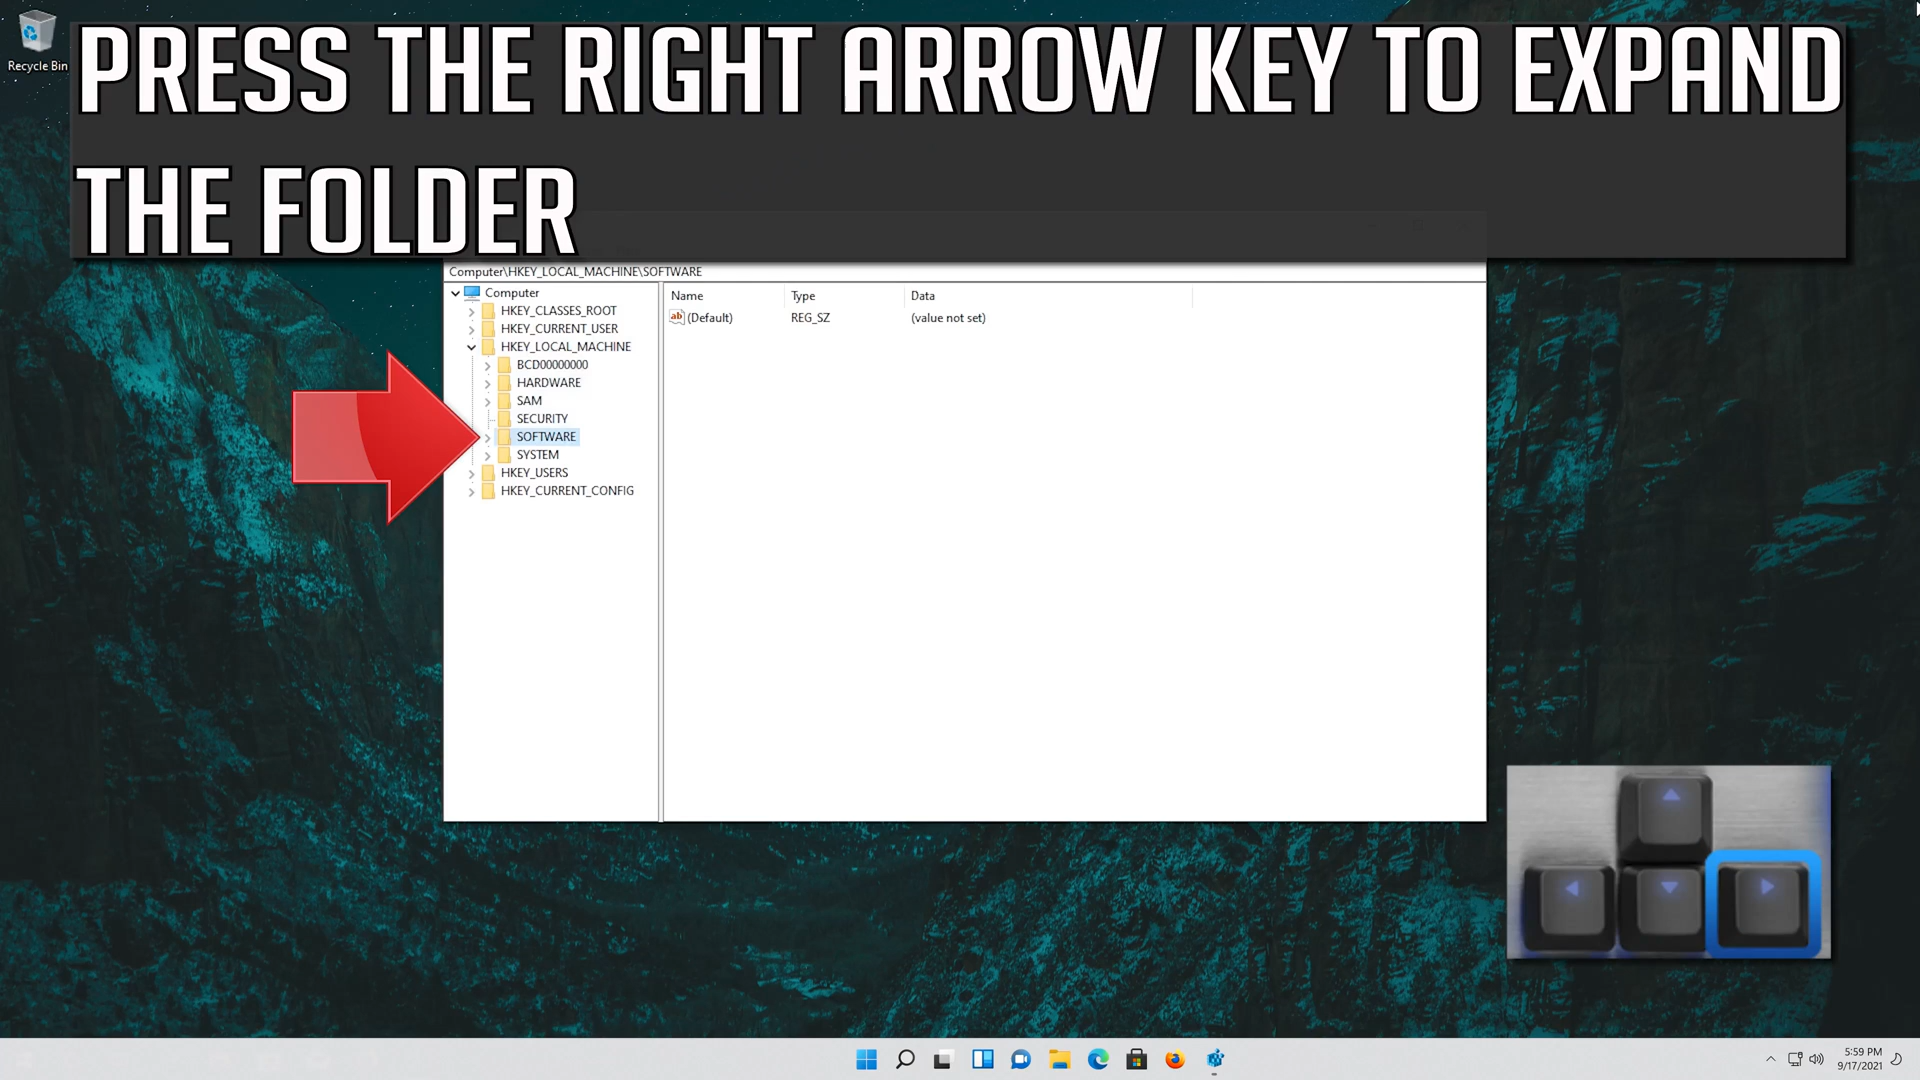 PRESS THE RIGHT ARROW KEY TO EXPAND
THE FOLDER
Recycle Bin
Computer\HKEY_LOCAL_MACHINE\SOFTWARE
Computer
HKEY_CLASSES_ROOT
HKEY_CURRENT_USER
HKEY_LOCAL_MACHINE
BCD00000000
HARDWARE
SAM
SECURITY
SOFTWARE
SYSTEM
HKEY_USERS
HKEY_CURRENT_CONFIG
Name Type Data
ab (Default) REG_SZ (value not set)
5:59 PM
9/17/2021